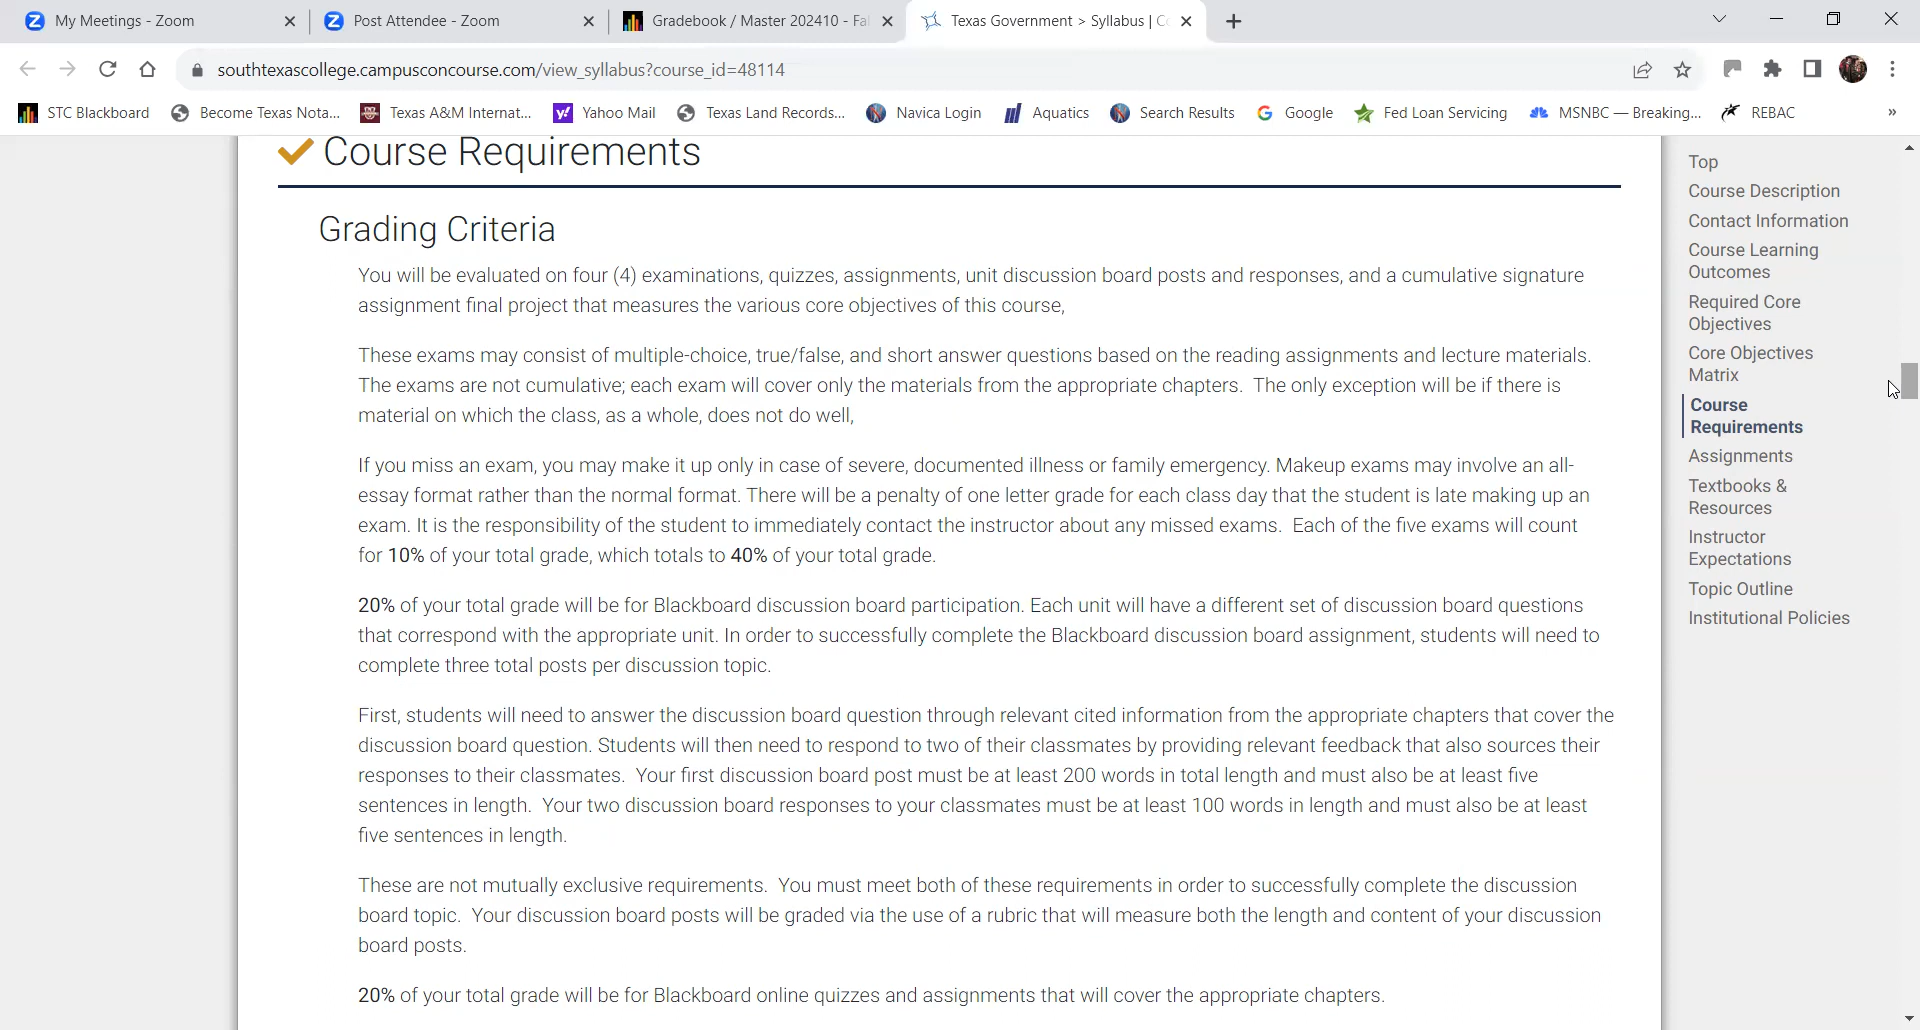 My Meetings - Zoom
Post Attendee - Zoom
Gradebook / Master 202410 - Fal
Texas Government > Syllabus | Co
southtexascollege.campusconcourse.com/view_syllabus?course_id=48114
STC Blackboard
Become Texas Nota...
Texas A&M Internat...
Yahoo Mail
Texas Land Records...
Navica Login
Aquatics
Search Results
Google
Fed Loan Servicing
MSNBC — Breaking...
REBAC
»
Course Requirements
Grading Criteria
You will be evaluated on four (4) examinations, quizzes, assignments, unit discussion board posts and responses, and a cumulative signature
assignment final project that measures the various core objectives of this course,
These exams may consist of multiple-choice, true/false, and short answer questions based on the reading assignments and lecture materials.
The exams are not cumulative; each exam will cover only the materials from the appropriate chapters. The only exception will be if there is
material on which the class, as a whole, does not do well,
If you miss an exam, you may make it up only in case of severe, documented illness or family emergency. Makeup exams may involve an all-
essay format rather than the normal format. There will be a penalty of one letter grade for each class day that the student is late making up an
exam. It is the responsibility of the student to immediately contact the instructor about any missed exams. Each of the five exams will count
for 10% of your total grade, which totals to 40% of your total grade.
20% of your total grade will be for Blackboard discussion board participation. Each unit will have a different set of discussion board questions
that correspond with the appropriate unit. In order to successfully complete the Blackboard discussion board assignment, students will need to
complete three total posts per discussion topic.
First, students will need to answer the discussion board question through relevant cited information from the appropriate chapters that cover the
discussion board question. Students will then need to respond to two of their classmates by providing relevant feedback that also sources their
responses to their classmates. Your first discussion board post must be at least 200 words in total length and must also be at least five
sentences in length. Your two discussion board responses to your classmates must be at least 100 words in length and must also be at least
five sentences in length.
These are not mutually exclusive requirements. You must meet both of these requirements in order to successfully complete the discussion
board topic. Your discussion board posts will be graded via the use of a rubric that will measure both the length and content of your discussion
board posts.
20% of your total grade will be for Blackboard online quizzes and assignments that will cover the appropriate chapters.
Top
Course Description
Contact Information
Course Learning
Outcomes
Required Core
Objectives
Core Objectives
Matrix
Course
Requirements
Assignments
Textbooks &
Resources
Instructor
Expectations
Topic Outline
Institutional Policies